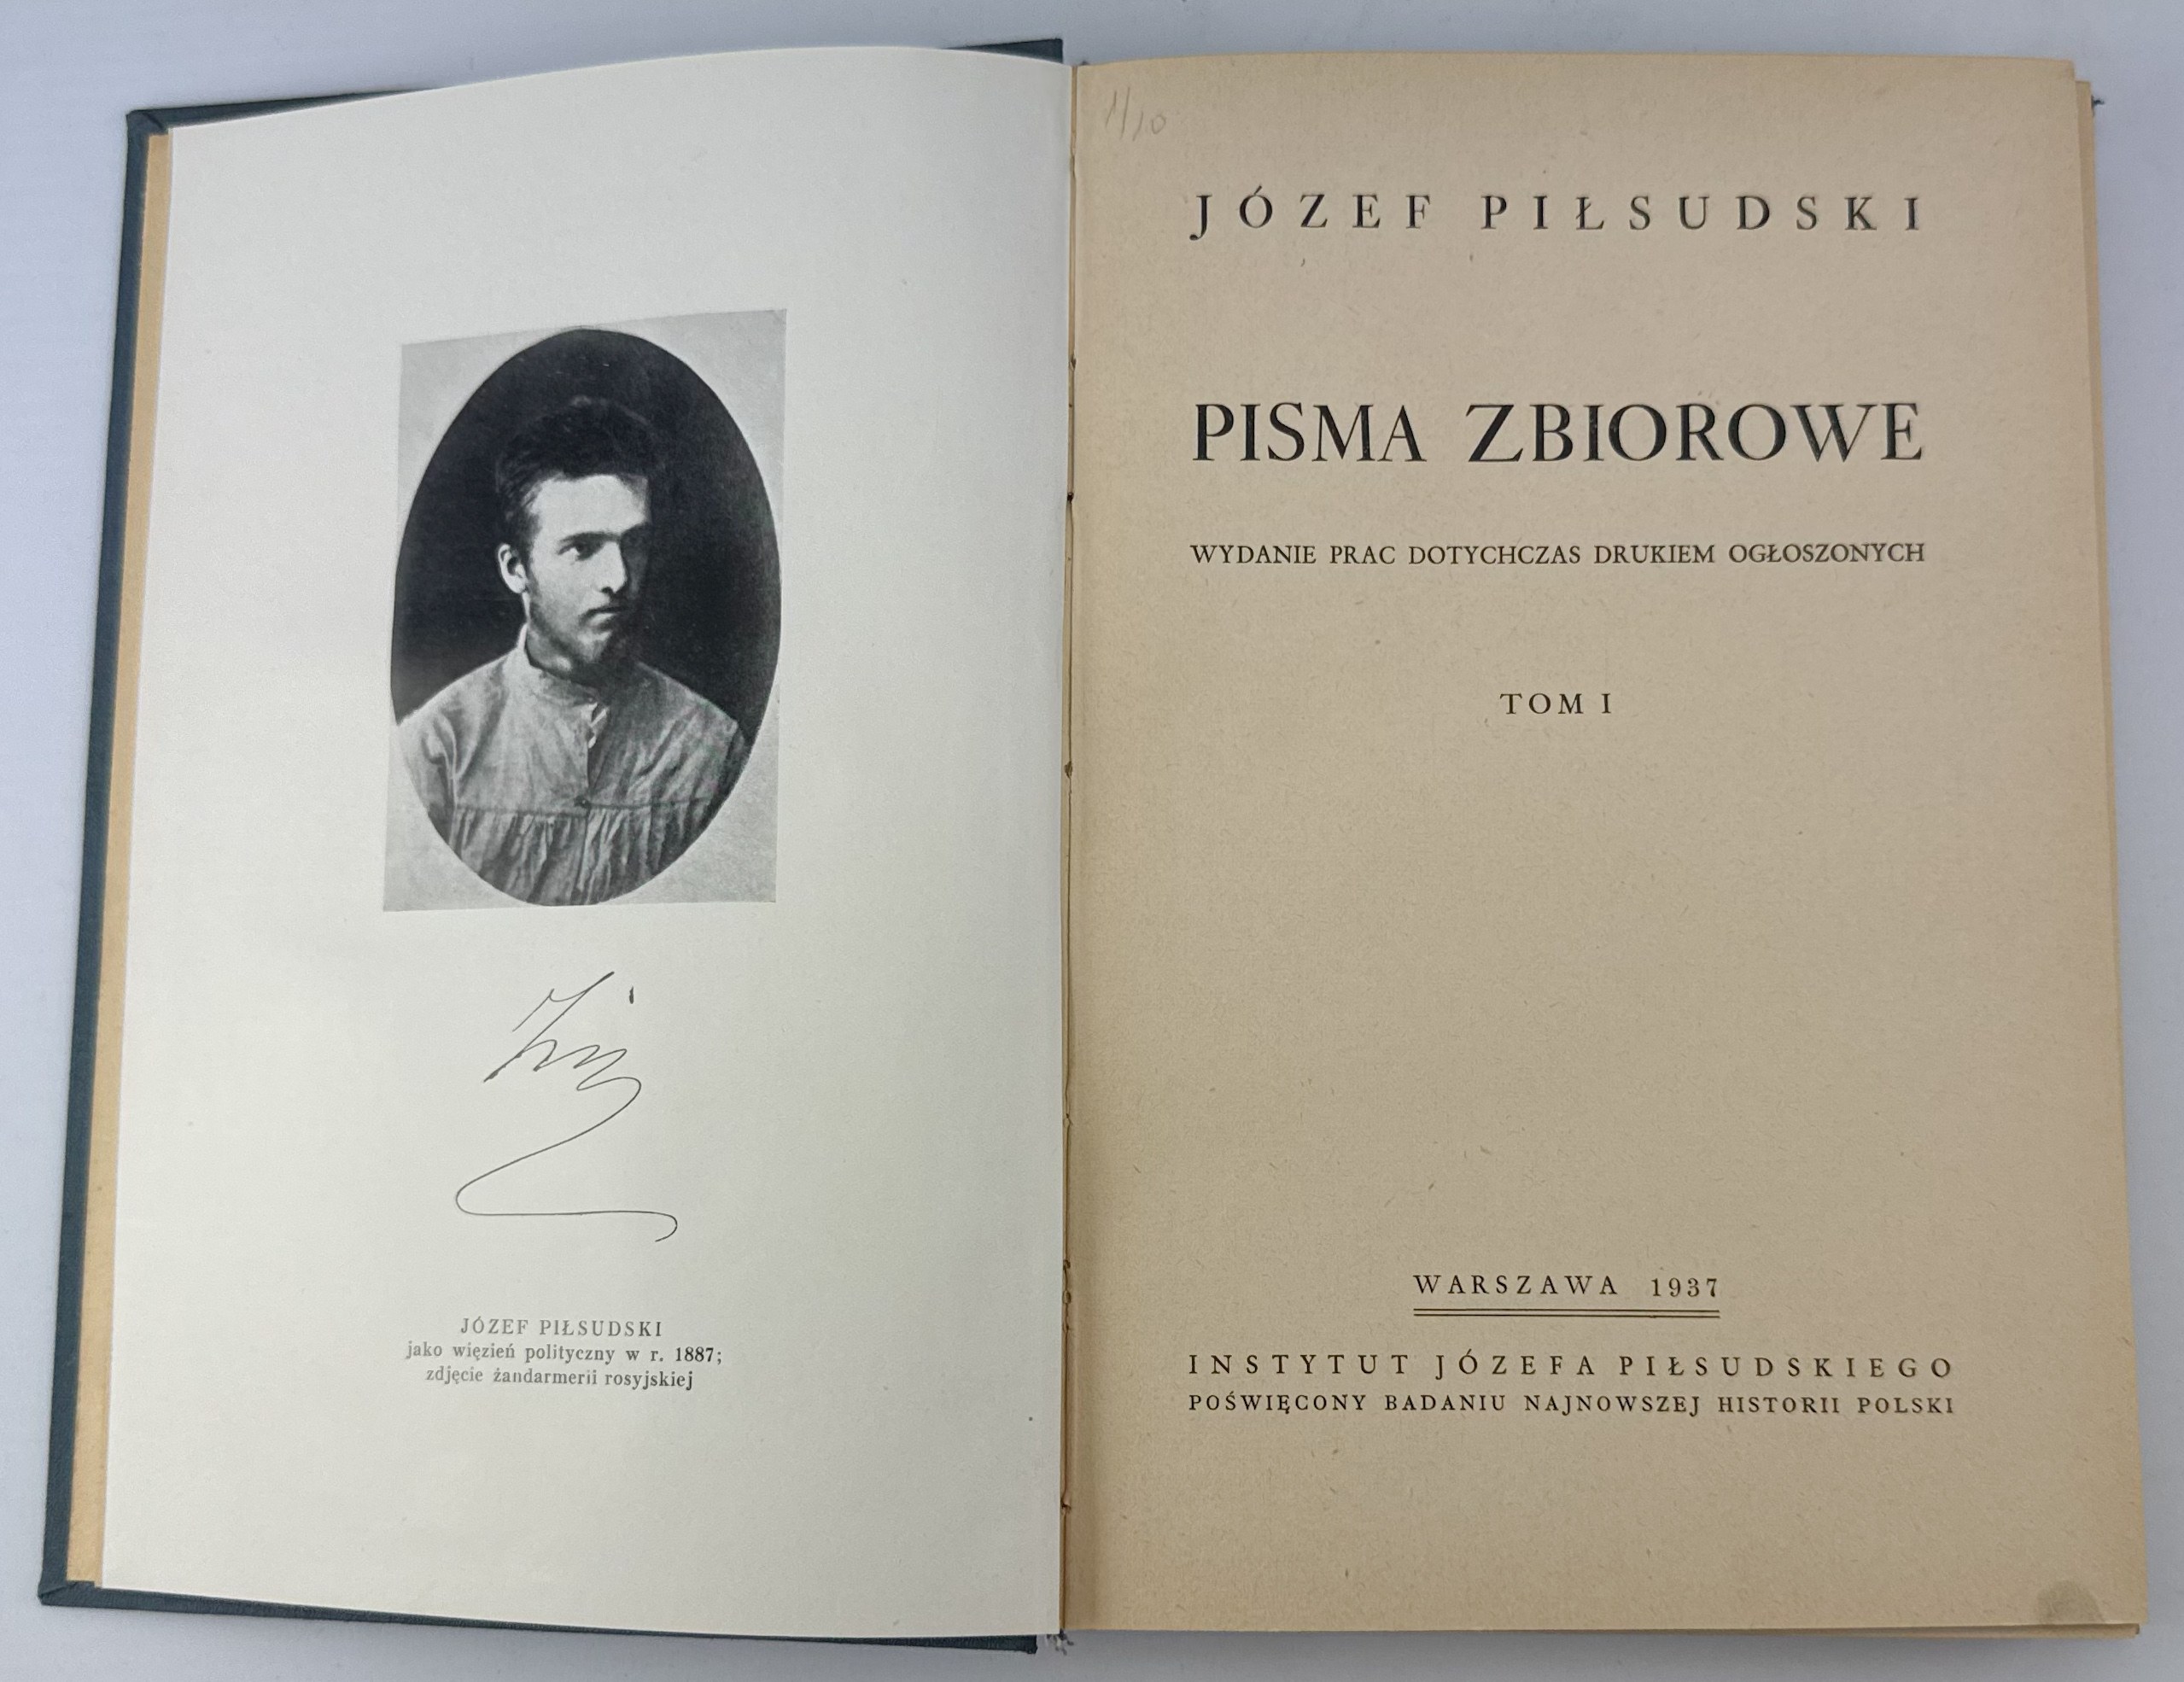 JÓZEF PIŁSUDSKI
jako więzień polityczny w r. 1887;
zdjęcie żandarmerii rosyjskiej
1/10
JÓZEF PIŁSUDSKI
PISMA ZBIOROWE
WYDANIE PRAC DOTYCHCZAS DRUKIEM OGŁOSZONYCH
TOM I
WARSZAWA 1937
INSTYTUT JÓZEFA PIŁSUDSKIEGO
POŚWIĘCONY BADANIU NAJNOWSZEJ HISTORII POLSKI